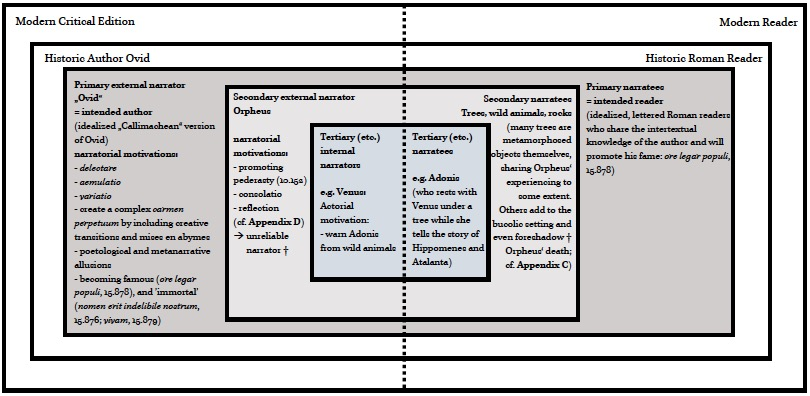 Modern Critical Edition
Modern Reader
Historic Author Ovid
Historic Roman Reader
Primary external narrator
„Ovid“
= intended author
(idealized „Callimachean“ version
of Ovid)
narratorial motivations:
- delectare
- aemulatio
- variatio
- create a complex carmen
perpetuum by including creative
transitions and mises en abymes
- poetological and metanarrative
allusions
- becoming famous (ore legar
populi, 15.878), and 'immortal'
(nomen erit indelibile nostrum,
15.876; vivam, 15.879)
Secondary external narrator
Orpheus
narratorial
motivations:
- promoting
pederasty (10.152)
- consolatio
- reflection
(cf. Appendix D)
→ unreliable
narrator †
Tertiary (etc.)
internal
narrators
e.g. Venus:
Actorial
motivation:
- warn Adonis
from wild animals
Tertiary (etc.)
narratees
e.g. Adonis
(who rests with
Venus under a
tree while she
tells the story of
Hippomenes and
Atalanta)
Secondary narratees
Trees, wild animals, rocks
(many trees are
metamorphosed
objects themselves,
sharing Orpheus‘
experiencing to
some extent.
Others add to the
bucolic setting and
even foreshadow †
Orpheus‘ death;
cf. Appendix C)
Primary narratees
= intended reader
(idealized, lettered Roman readers
who share the intertextual
knowledge of the author and will
promote his fame: ore legar populi,
15.878)